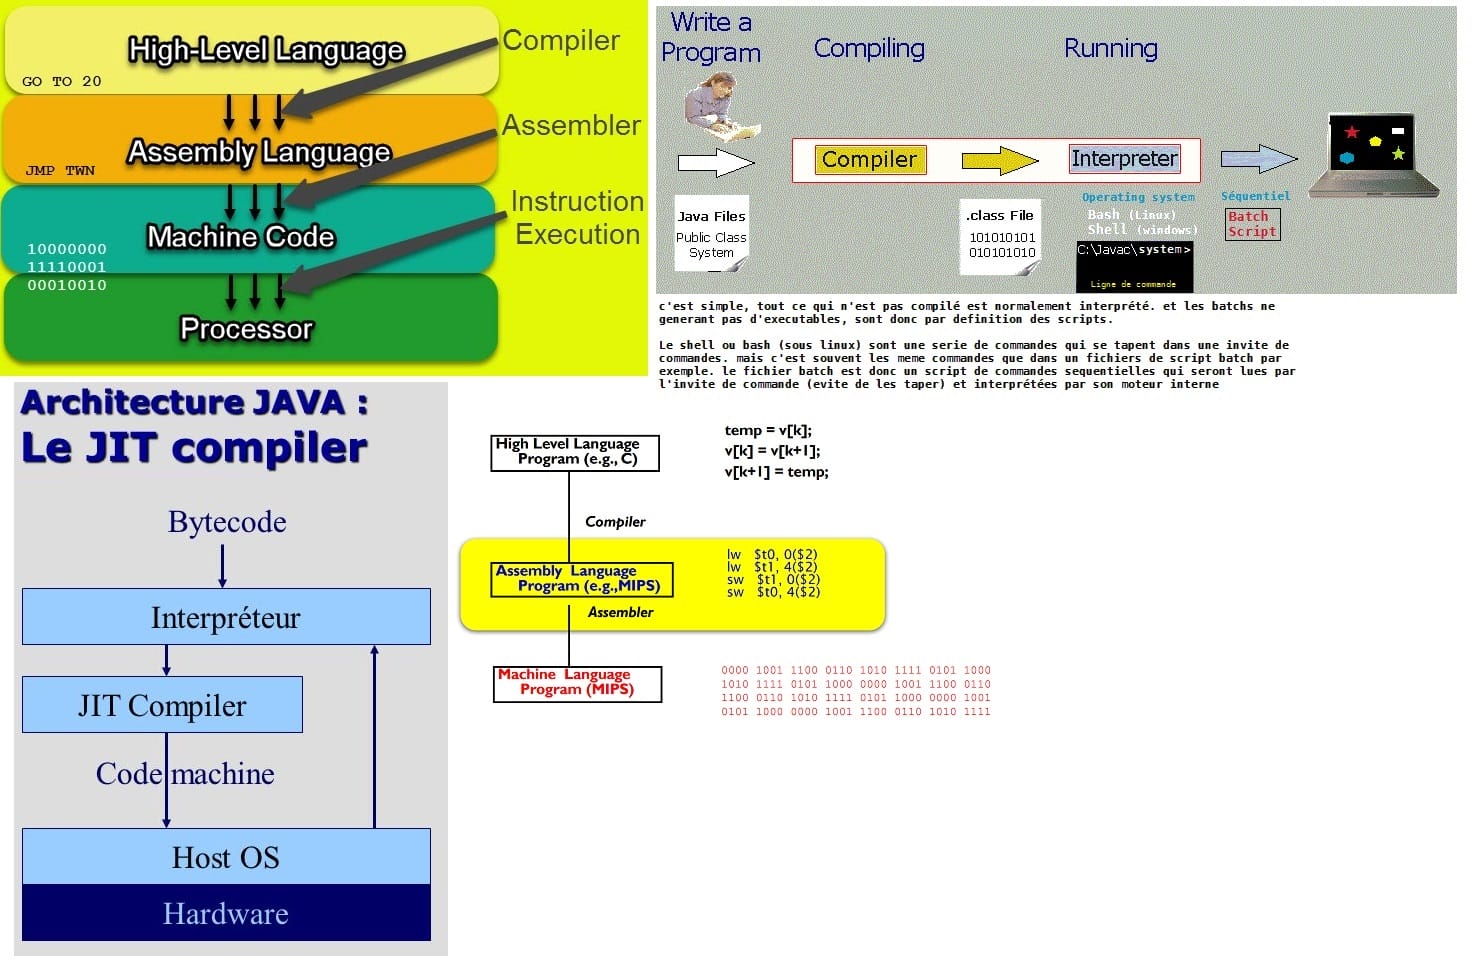 High-Level Language
GO TO 20
Compiler
Assembly Language
JMP TWN
Assembler
Machine Code
10000000
11110001
00010010
Instruction
Execution
Processor
Write a
Program
Compiling
Running
Compiler
Interpreter
Java Files
Public Class
System
.class File
101010101
010101010
Operating system
Bash (Linux)
Shell (windows)
C:\Javac\system>
Ligne de commande
Séquentiel
Batch
Script
c'est simple, tout ce qui n'est pas compilé est normalement interprété. et les batchs ne
generant pas d'executables, sont donc par definition des scripts.
Le shell ou bash (sous linux) sont une serie de commandes qui se tapent dans une invite de
commandes. mais c'est souvent les meme commandes que dans un fichiers de script batch par
exemple. le fichier batch est donc un script de commandes sequentielles qui seront lues par
l'invite de commande (evite de les taper) et interprétées par son moteur interne
Architecture JAVA :
Le JIT compiler
Bytecode
Interpréteur
JIT Compiler
Code machine
Host OS
Hardware
High Level Language
Program (e.g., C)
temp = v[k];
v[k] = v[k+1];
v[k+1] = temp;
Compiler
Assembly Language
Program (e.g.,MIPS)
lw $t0, 0($2)
lw $t1, 4($2)
sw $t1, 0($2)
sw $t0, 4($2)
Assembler
Machine Language
Program (MIPS)
0000 1001 1100 0110 1010 1111 0101 1000
1010 1111 0101 1000 0000 1001 1100 0110
1100 0110 1010 1111 0101 1000 0000 1001
0101 1000 0000 1001 1100 0110 1010 1111